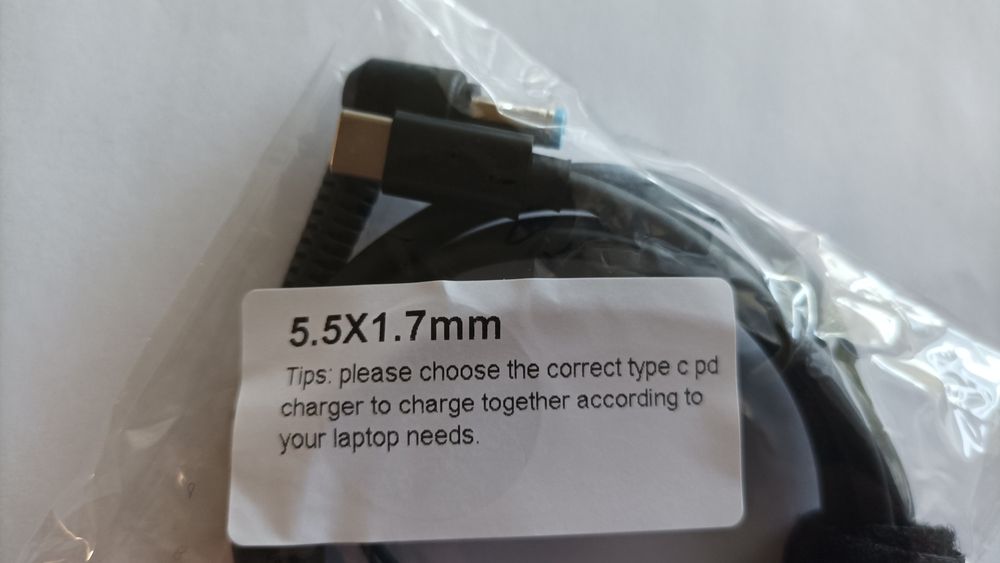 5.5X1.7mm
Tips: please choose the correct type c pd
charger to charge together according to
your laptop needs.